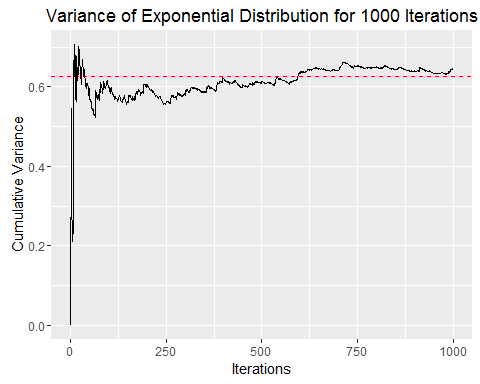 Variance of Exponential Distribution for 1000 Iterations
Cumulative Variance
0.6
0.4
0.2
0.0
0 250 500 750 1000
Iterations